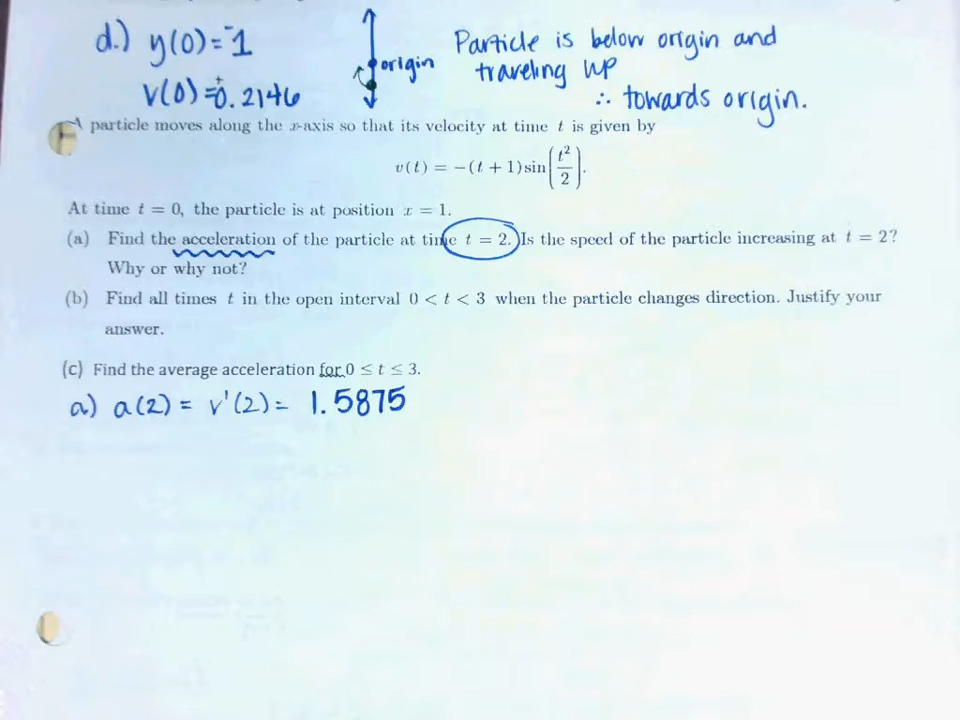 d.) y(0) = -1
v(0) = +0.2146
origin
Particle is below origin and
traveling up
∴ towards origin.
A particle moves along the x-axis so that its velocity at time t is given by
v(t) = −(t + 1) sin(t²/2).
At time t = 0, the particle is at position x = 1.
(a) Find the acceleration of the particle at time t = 2. Is the speed of the particle increasing at t = 2?
Why or why not?
(b) Find all times t in the open interval 0 < t < 3 when the particle changes direction. Justify your
answer.
(c) Find the average acceleration for 0 ≤ t ≤ 3.
a) a(2) = v'(2) = 1.5875